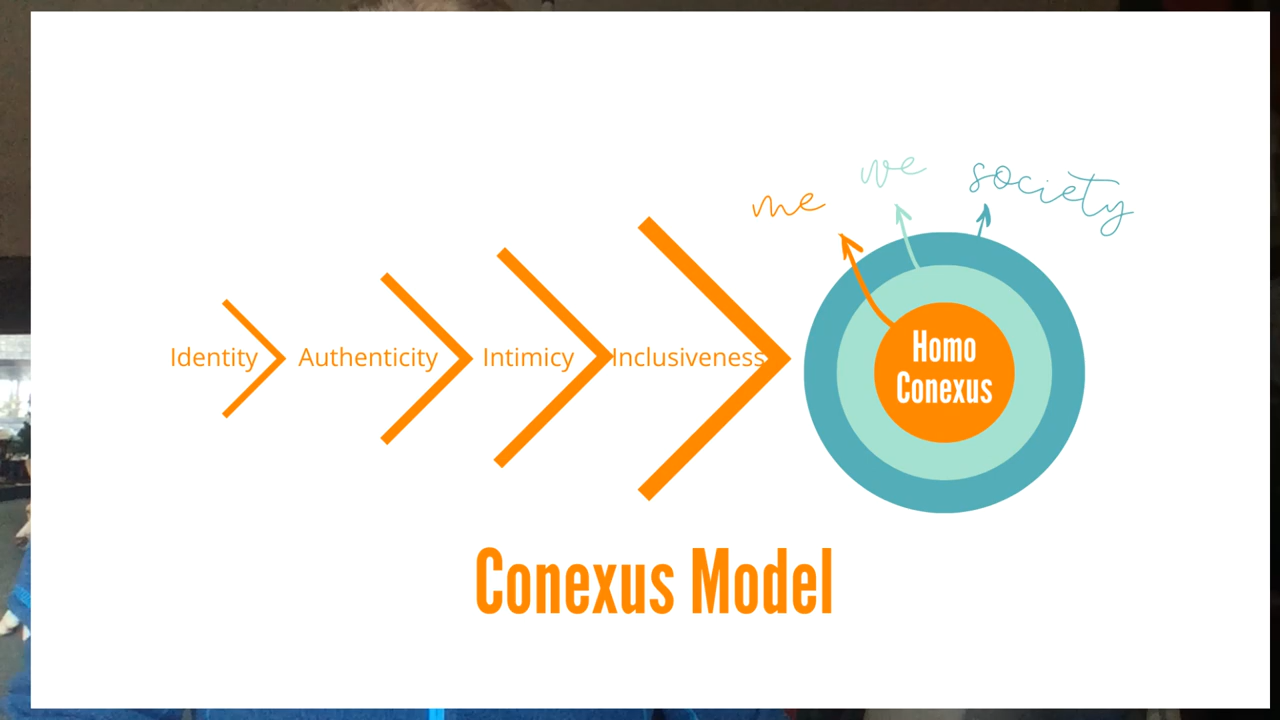 me
we
society
Identity
Authenticity
Intimicy
Inclusiveness
Homo
Conexus
Conexus Model